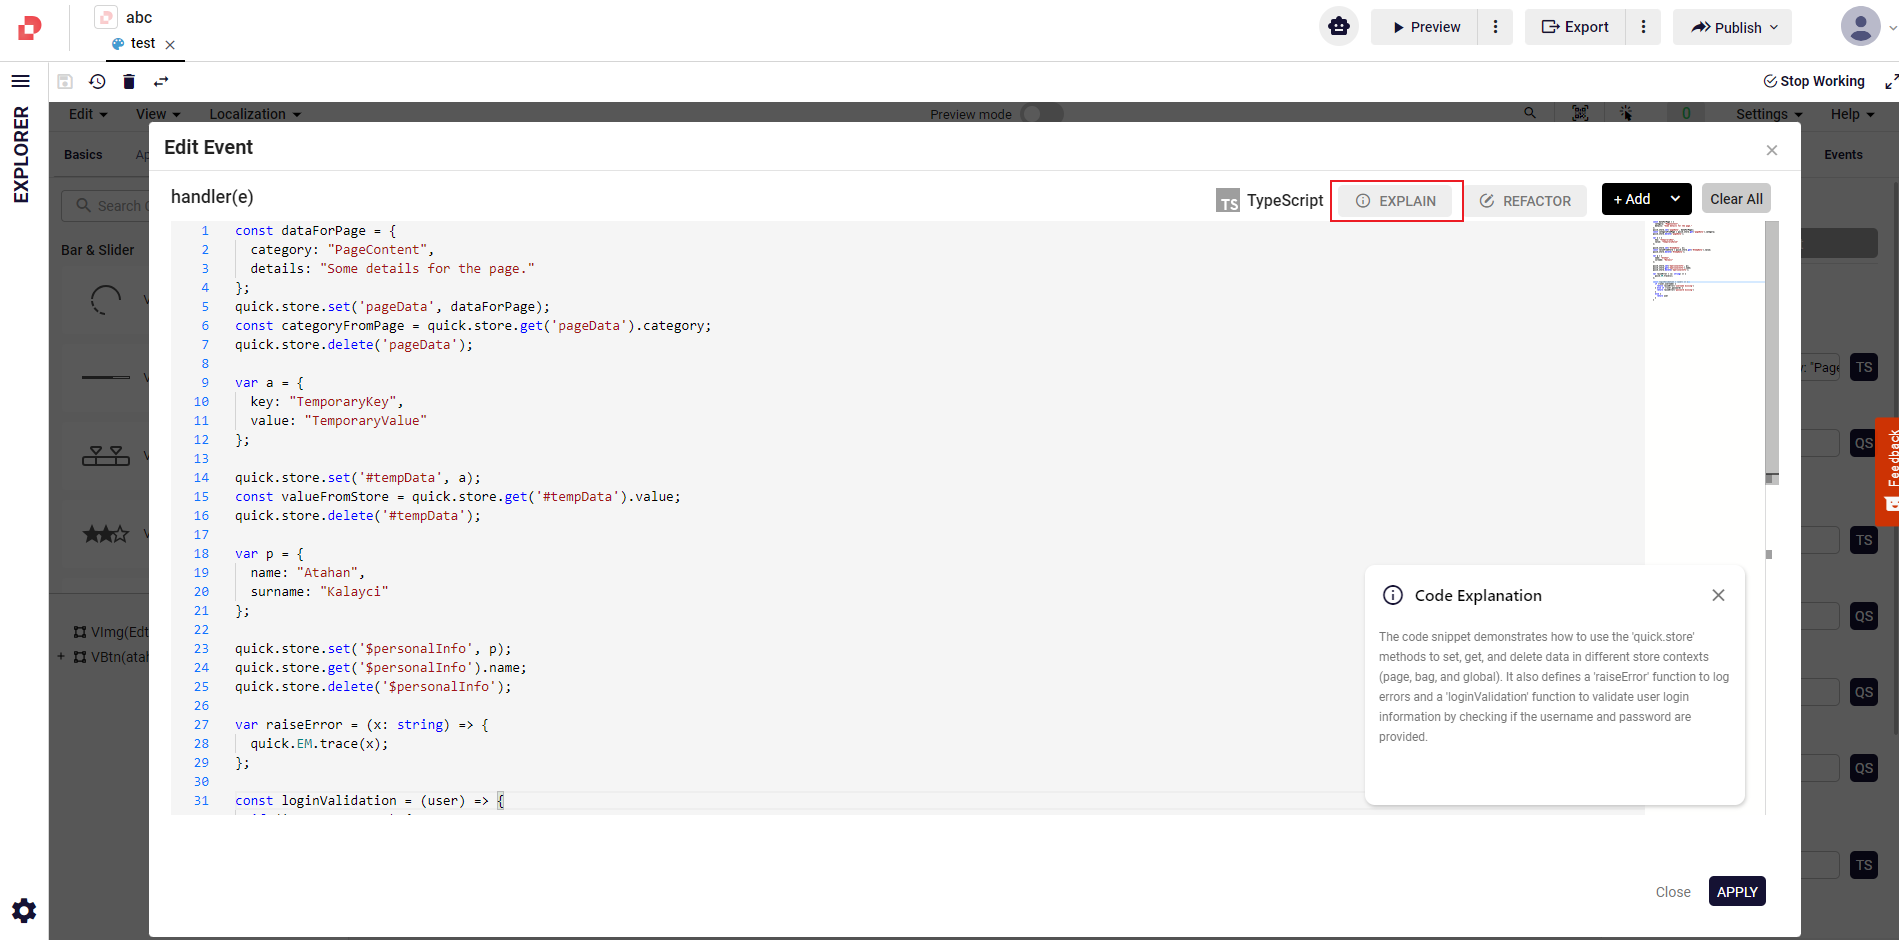 abc
test
Preview
Export
Publish
Stop Working
EXPLORER
Edit
View
Localization
Preview mode
0
Settings
Help
Basics
Ap
Events
Search
Bar & Slider
VImg(Edt
VBtn(atah
Edit Event
handler(e)
TS TypeScript
EXPLAIN
REFACTOR
+ Add
Clear All
1 const dataForPage = {
2 category: "PageContent",
3 details: "Some details for the page."
4 };
5 quick.store.set('pageData', dataForPage);
6 const categoryFromPage = quick.store.get('pageData').category;
7 quick.store.delete('pageData');
8
9 var a = {
10 key: "TemporaryKey",
11 value: "TemporaryValue"
12 };
13
14 quick.store.set('#tempData', a);
15 const valueFromStore = quick.store.get('#tempData').value;
16 quick.store.delete('#tempData');
17
18 var p = {
19 name: "Atahan",
20 surname: "Kalayci"
21 };
22
23 quick.store.set('$personalInfo', p);
24 quick.store.get('$personalInfo').name;
25 quick.store.delete('$personalInfo');
26
27 var raiseError = (x: string) => {
28 quick.EM.trace(x);
29 };
30
31 const loginValidation = (user) => {
Code Explanation
The code snippet demonstrates how to use the 'quick.store'
methods to set, get, and delete data in different store contexts
(page, bag, and global). It also defines a 'raiseError' function to log
errors and a 'loginValidation' function to validate user login
information by checking if the username and password are
provided.
Close
APPLY
: "Page
TS
QS
TS
QS
QS
QS
TS
Feedback